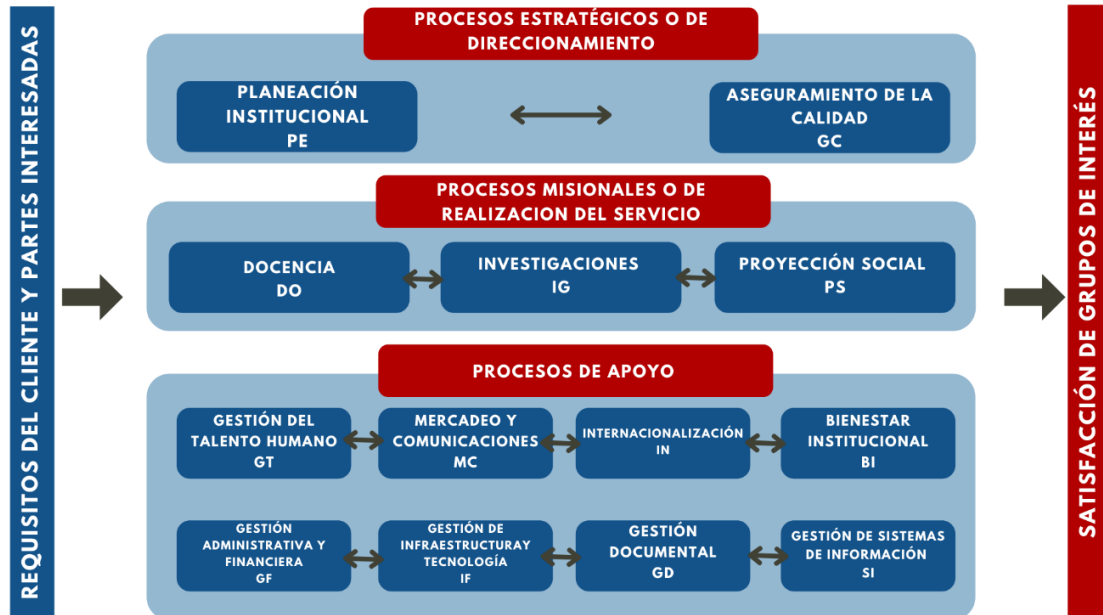 REQUISITOS DEL CLIENTE Y PARTES INTERESADAS
PROCESOS ESTRATÉGICOS O DE
DIRECCIONAMIENTO
PLANEACIÓN
INSTITUCIONAL
PE
ASEGURAMIENTO DE LA
CALIDAD
GC
PROCESOS MISIONALES O DE
REALIZACION DEL SERVICIO
DOCENCIA
DO
INVESTIGACIONES
IG
PROYECCIÓN SOCIAL
PS
PROCESOS DE APOYO
GESTIÓN DEL
TALENTO HUMANO
GT
MERCADEO Y
COMUNICACIONES
MC
INTERNACIONALIZACIÓN
IN
BIENESTAR
INSTITUCIONAL
BI
GESTIÓN
ADMINISTRATIVA Y
FINANCIERA
GF
GESTIÓN DE
INFRAESTRUCTURAY
TECNOLOGÍA
IF
GESTIÓN
DOCUMENTAL
GD
GESTIÓN DE SISTEMAS
DE INFORMACIÓN
SI
SATISFACCIÓN DE GRUPOS DE INTERÉS